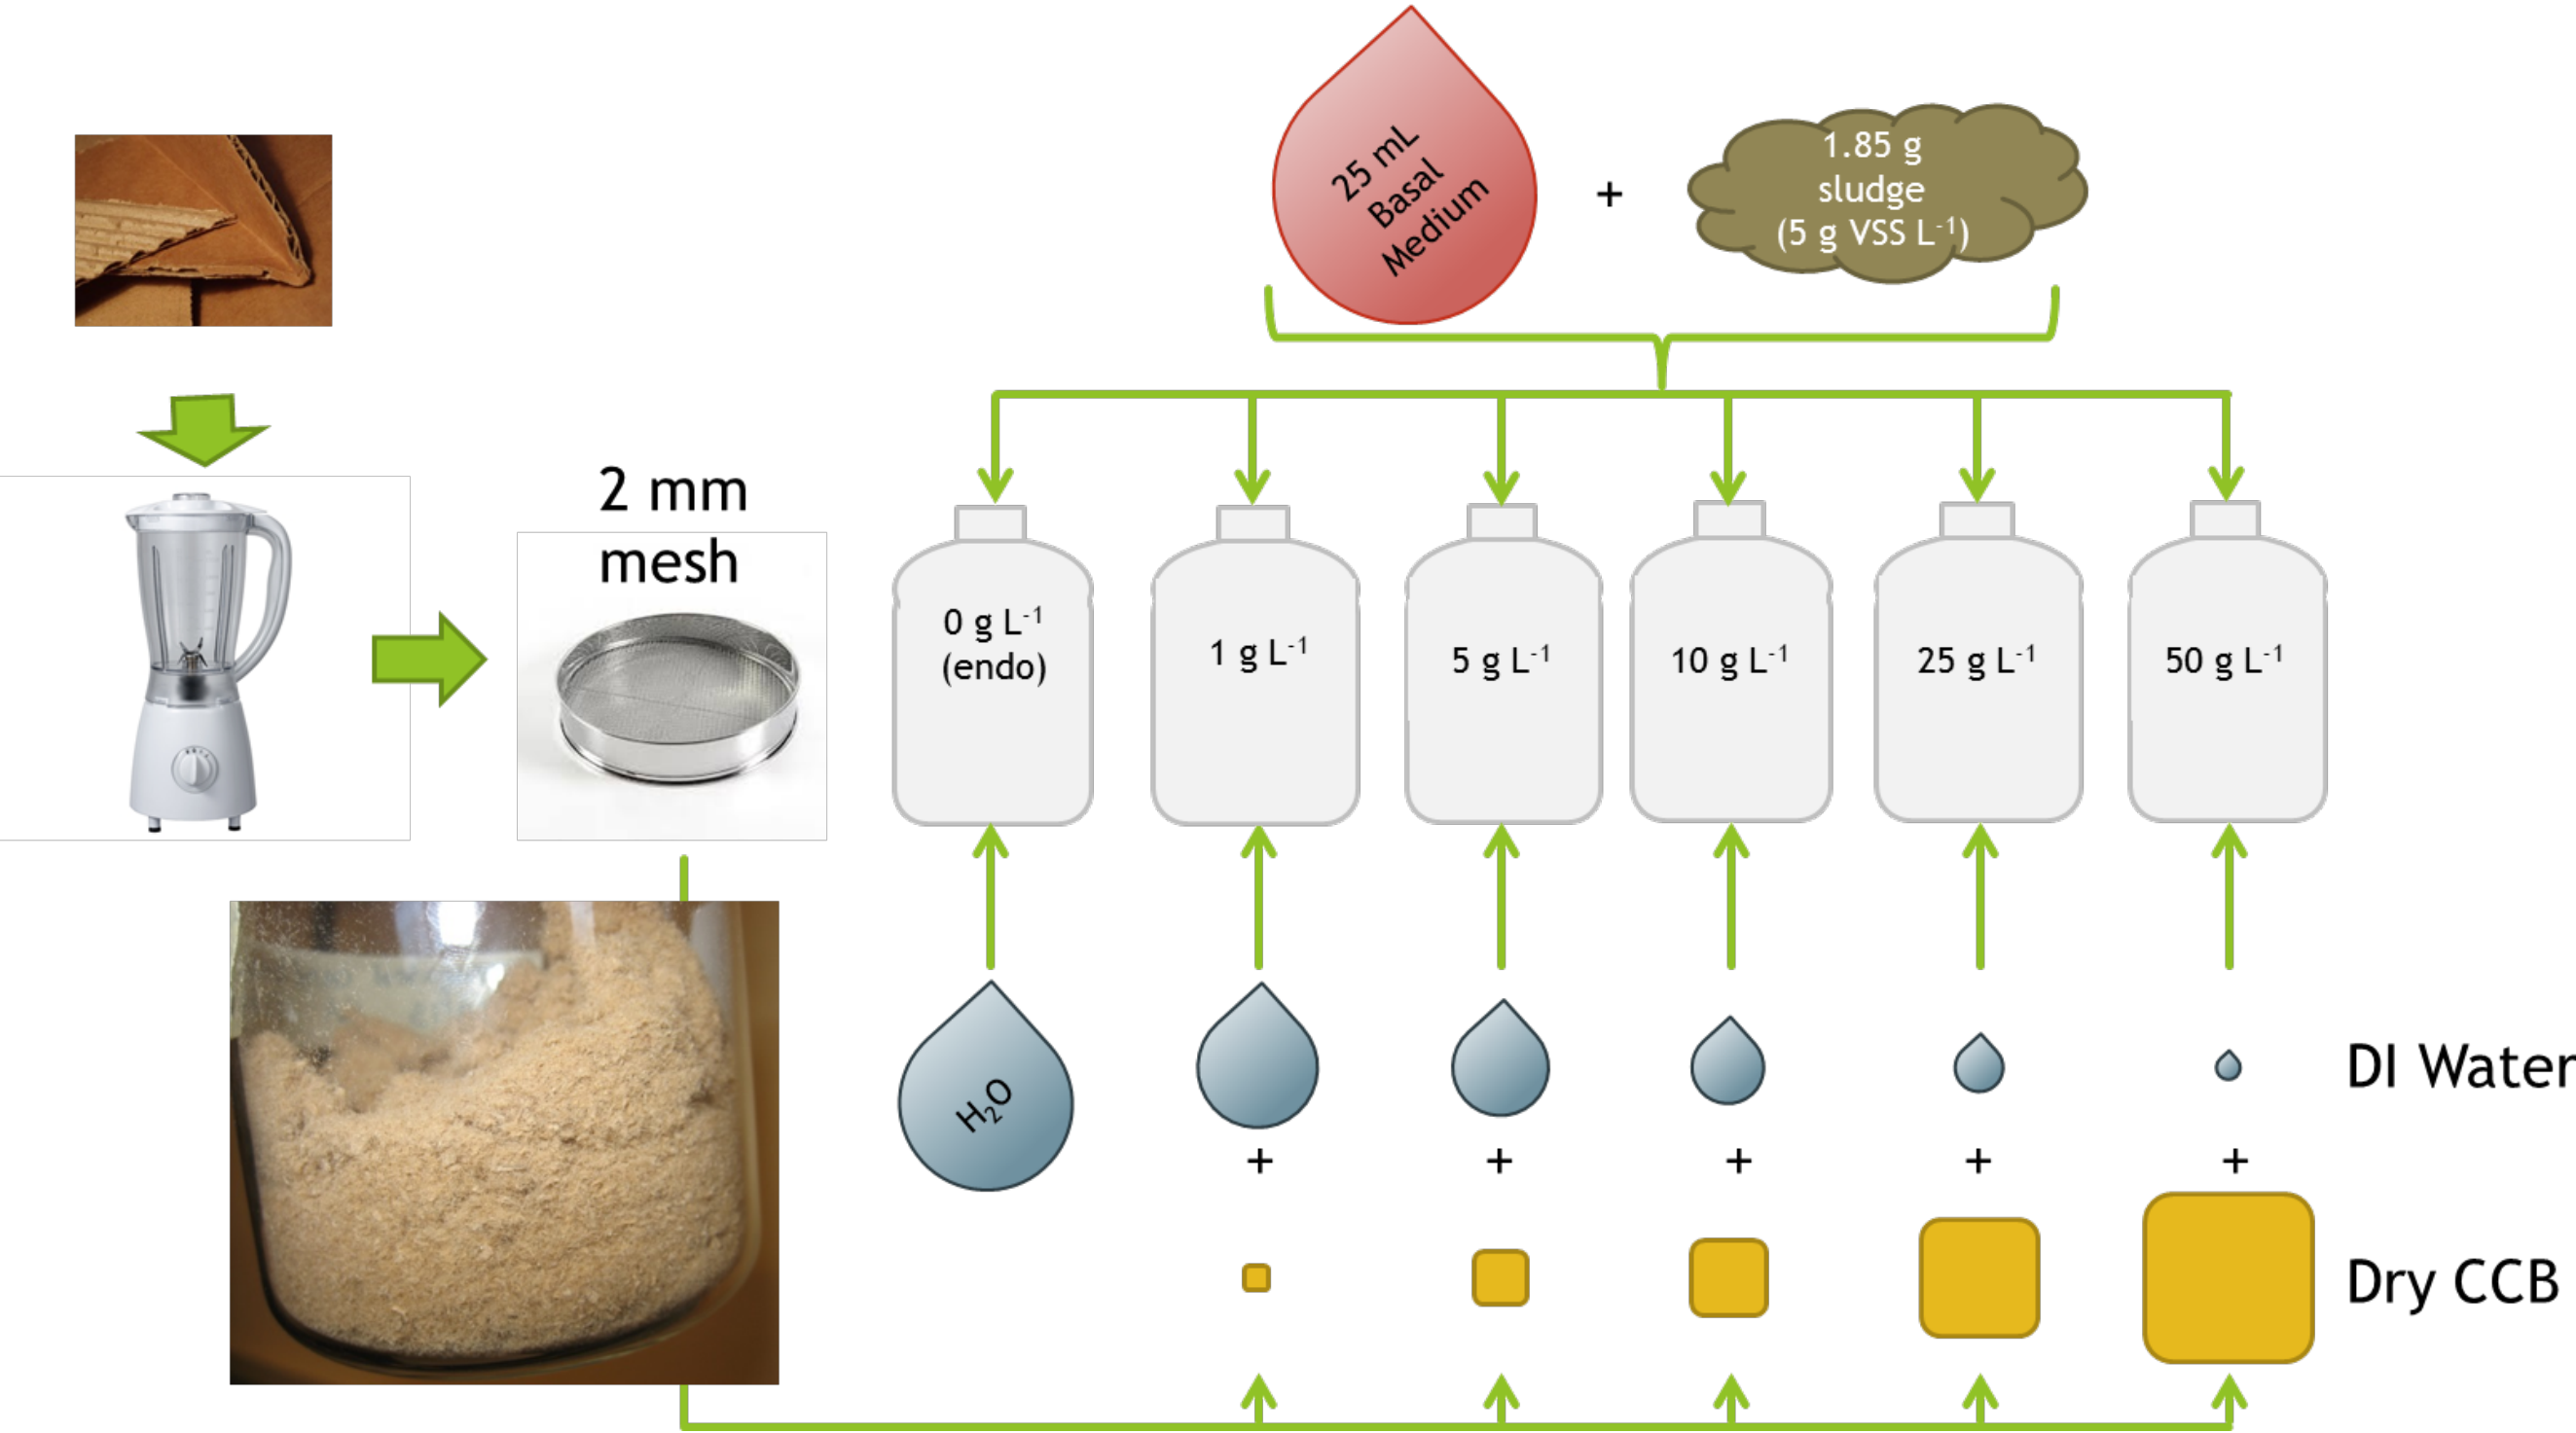 25 mL
Basal
Medium
+
1.85 g
sludge
(5 g VSS L⁻¹)
2 mm
mesh
0 g L⁻¹
(endo)
1 g L⁻¹
5 g L⁻¹
10 g L⁻¹
25 g L⁻¹
50 g L⁻¹
H₂O
DI Water
+ + + + +
Dry CCB